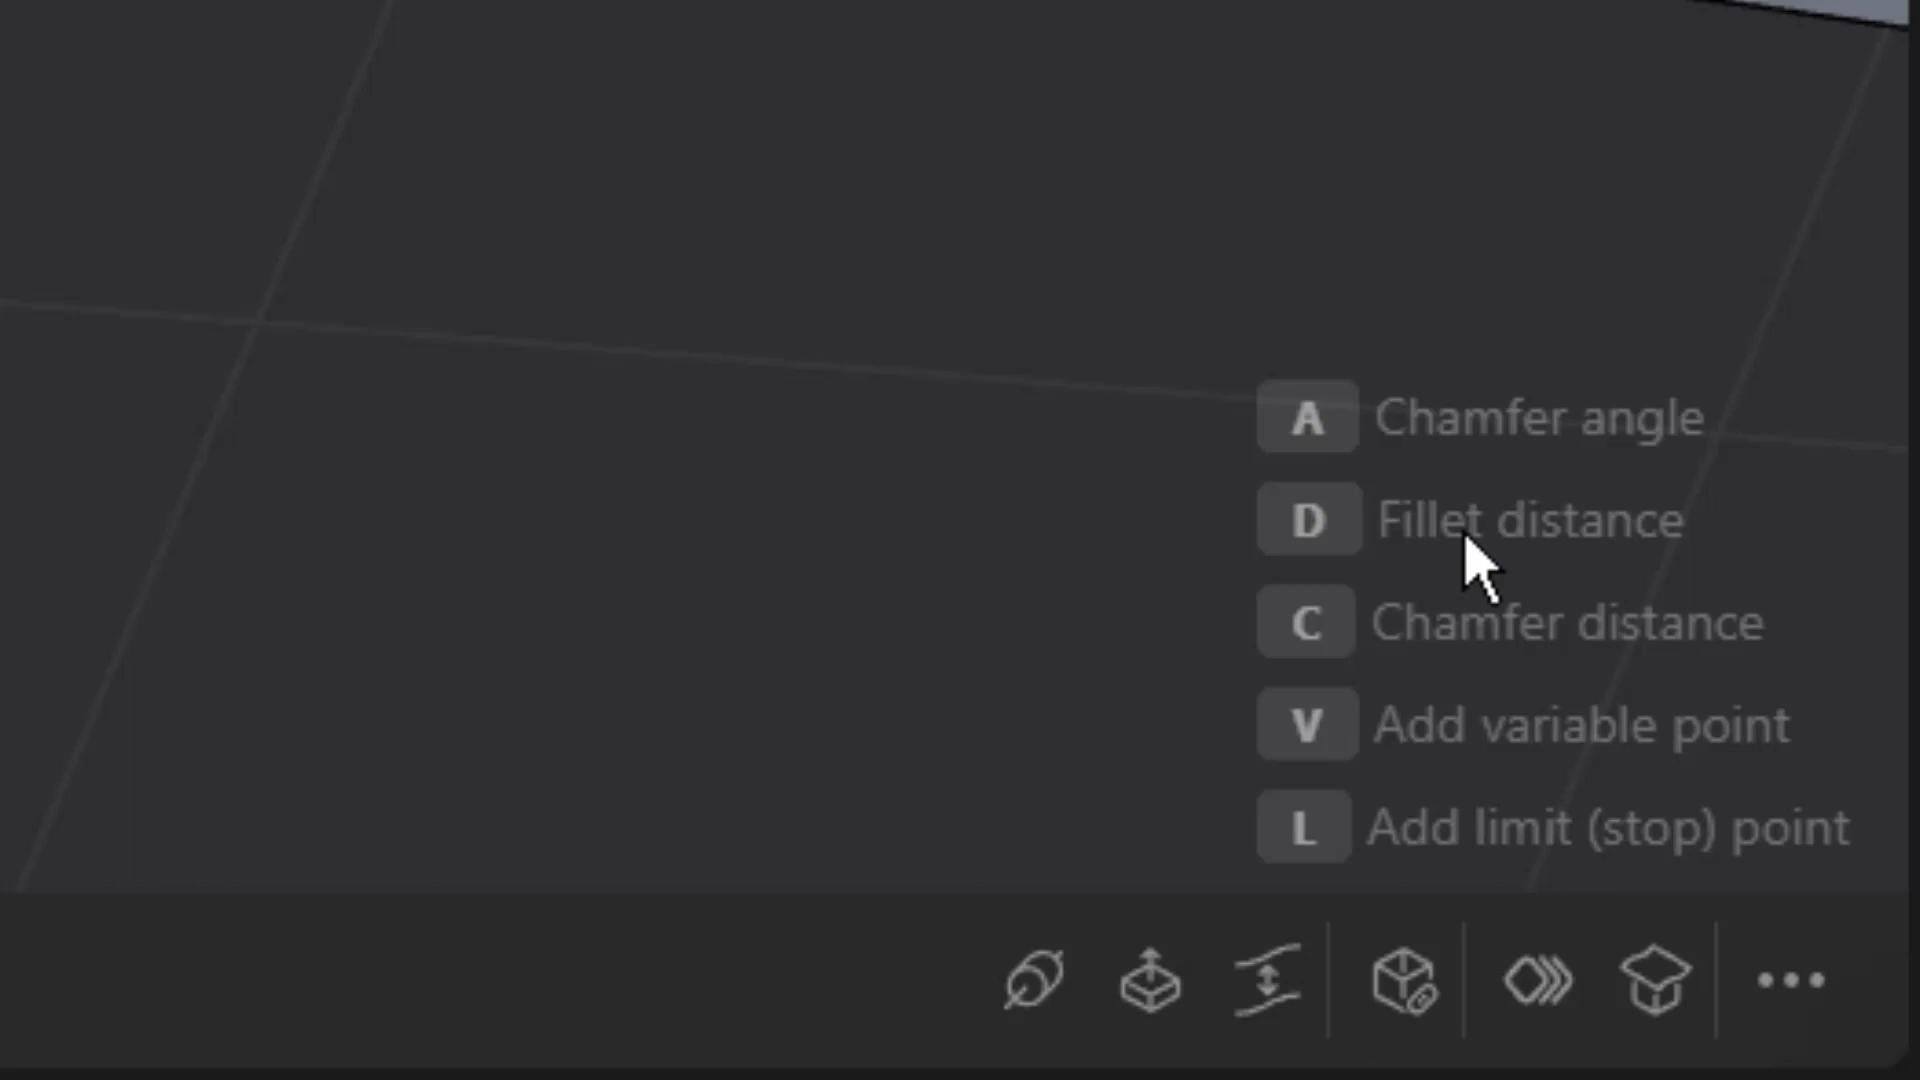 A Chamfer angle
D Fillet distance
C Chamfer distance
V Add variable point
L Add limit (stop) point